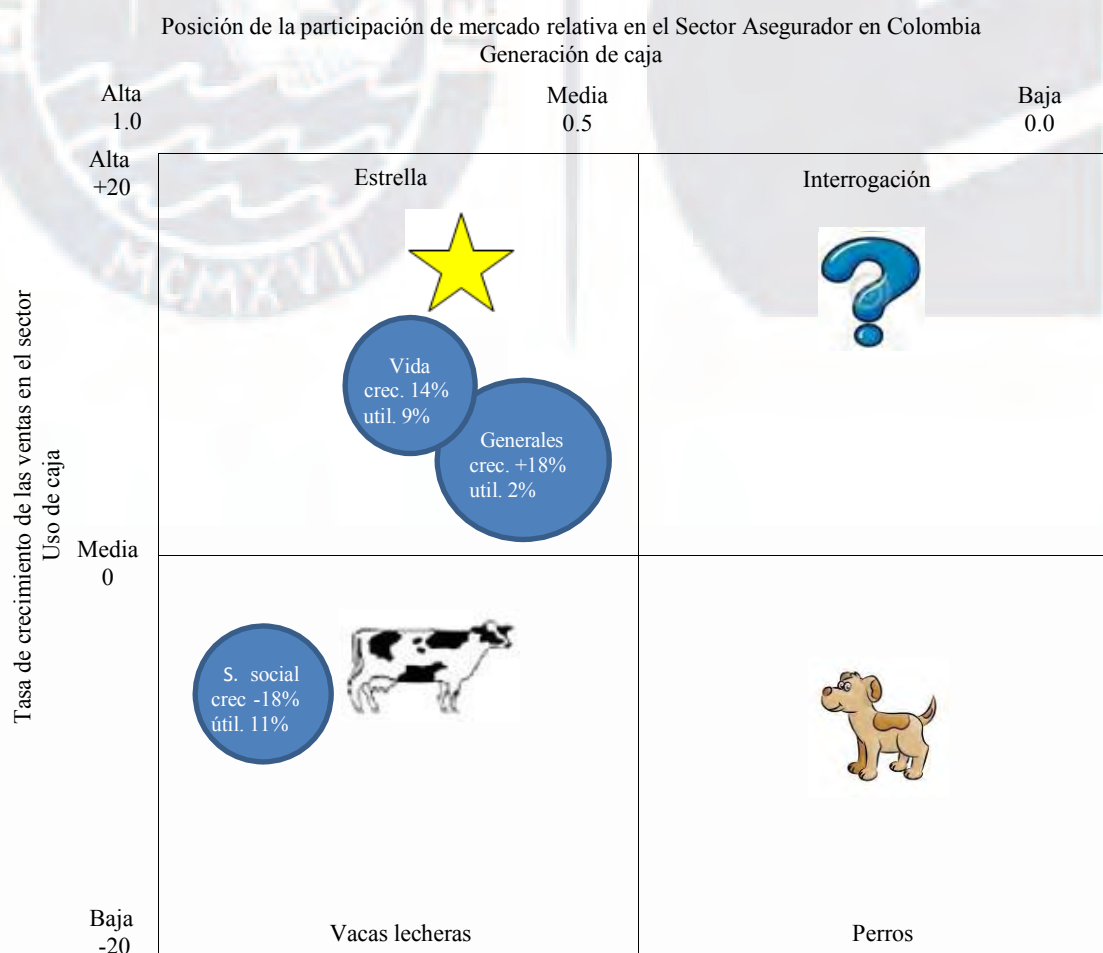 Posición de la participación de mercado relativa en el Sector Asegurador en Colombia
Generación de caja
Alta
1.0
Media
0.5
Baja
0.0
Alta
+20
Estrella
Interrogación
MCMXVII
Vida
crec. 14%
util. 9%
Generales
crec. +18%
util. 2%
Tasa de crecimiento de las ventas en el sector
Uso de caja
Media
0
S. social
crec -18%
útil. 11%
Baja
-20
Vacas lecheras
Perros